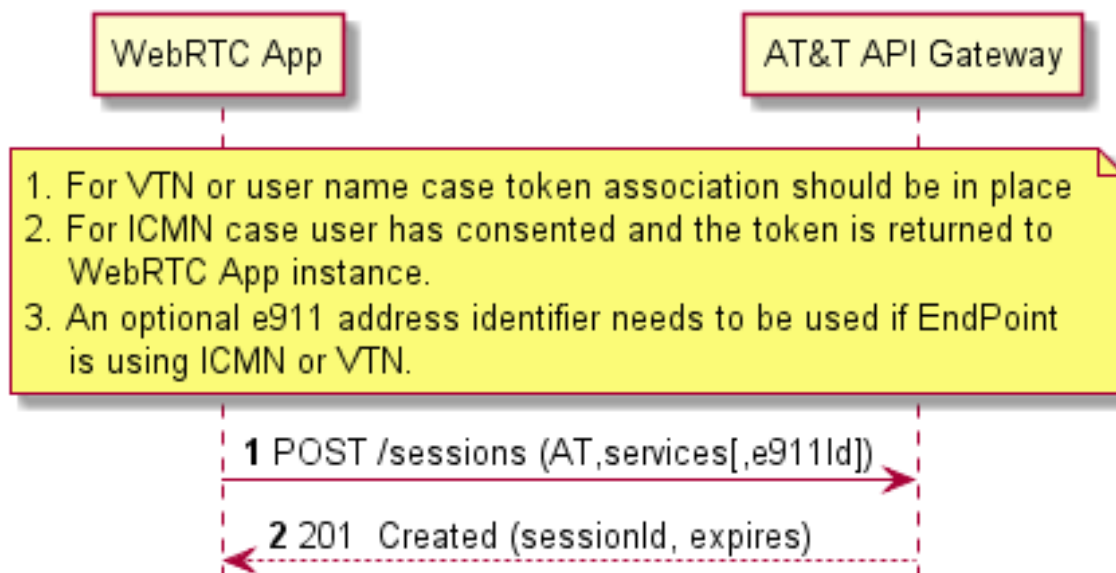 WebRTC App
AT&T API Gateway
1. For VTN or user name case token association should be in place
2. For ICMN case user has consented and the token is returned to
WebRTC App instance.
3. An optional e911 address identifier needs to be used if EndPoint
is using ICMN or VTN.
1 POST /sessions (AT,services[,e911Id])
2 201 Created (sessionId, expires)